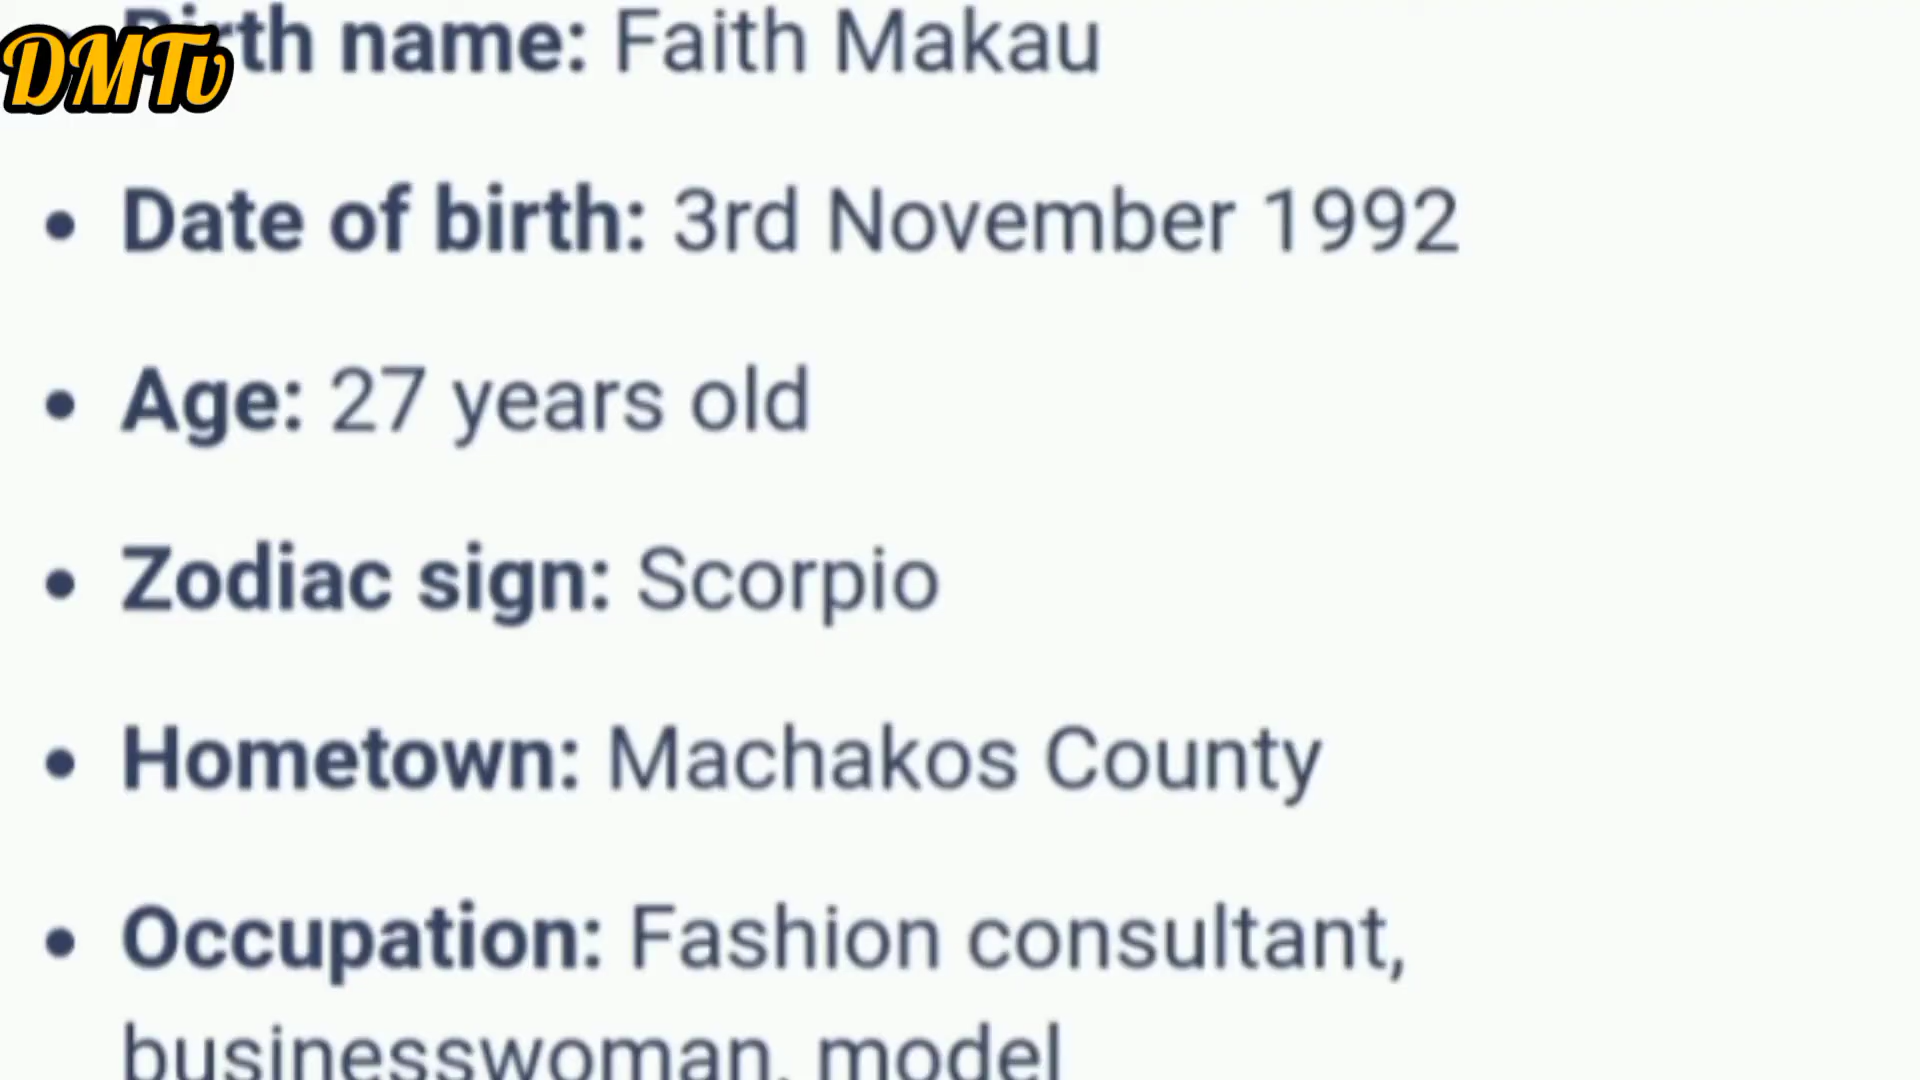 DMTv
Birth name: Faith Makau
• Date of birth: 3rd November 1992
• Age: 27 years old
• Zodiac sign: Scorpio
• Hometown: Machakos County
• Occupation: Fashion consultant,
businesswoman, model